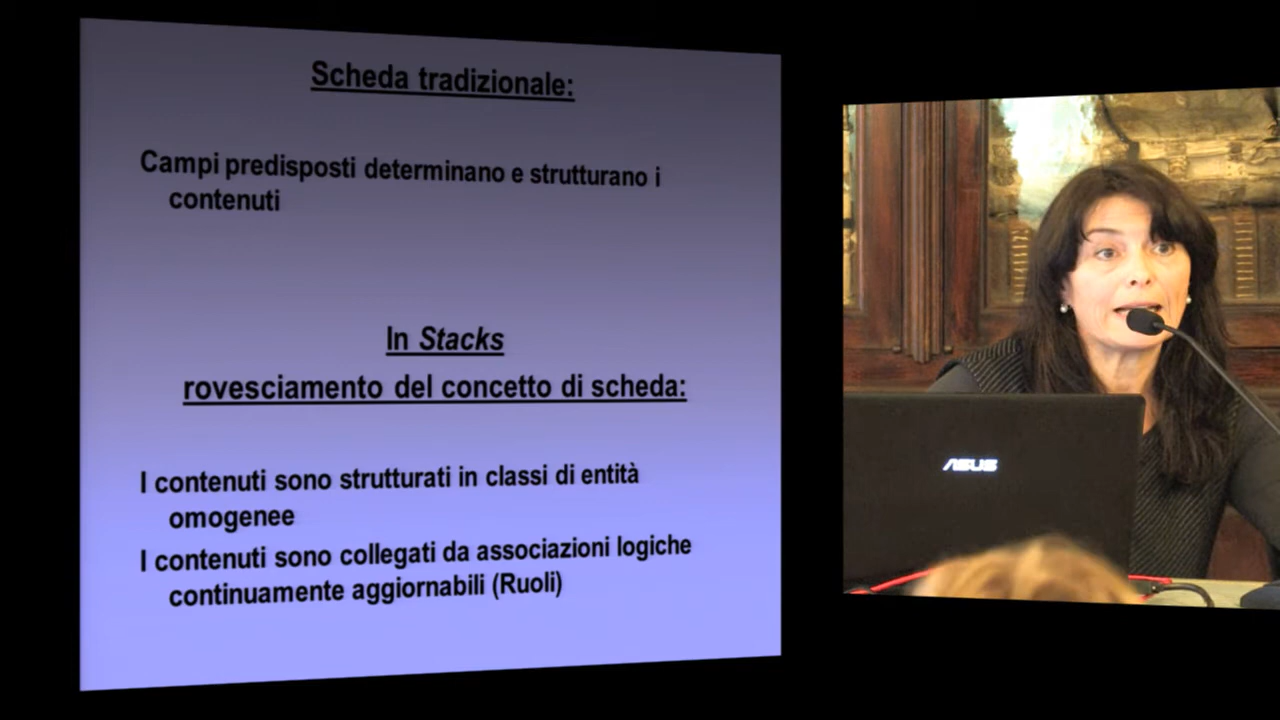 Scheda tradizionale:
Campi predisposti determinano e strutturano i
contenuti
In Stacks
rovesciamento del concetto di scheda:
I contenuti sono strutturati in classi di entità
omogenee
I contenuti sono collegati da associazioni logiche
continuamente aggiornabili (Ruoli)
ASUS